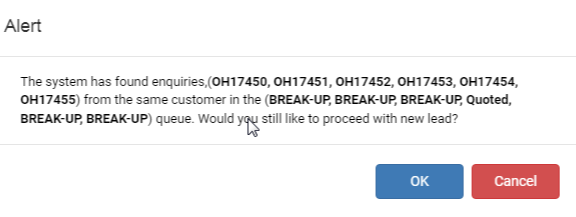 Alert
The system has found enquiries,(OH17450, OH17451, OH17452, OH17453, OH17454,
OH17455) from the same customer in the (BREAK-UP, BREAK-UP, BREAK-UP, Quoted,
BREAK-UP, BREAK-UP) queue. Would you still like to proceed with new lead?
OK
Cancel